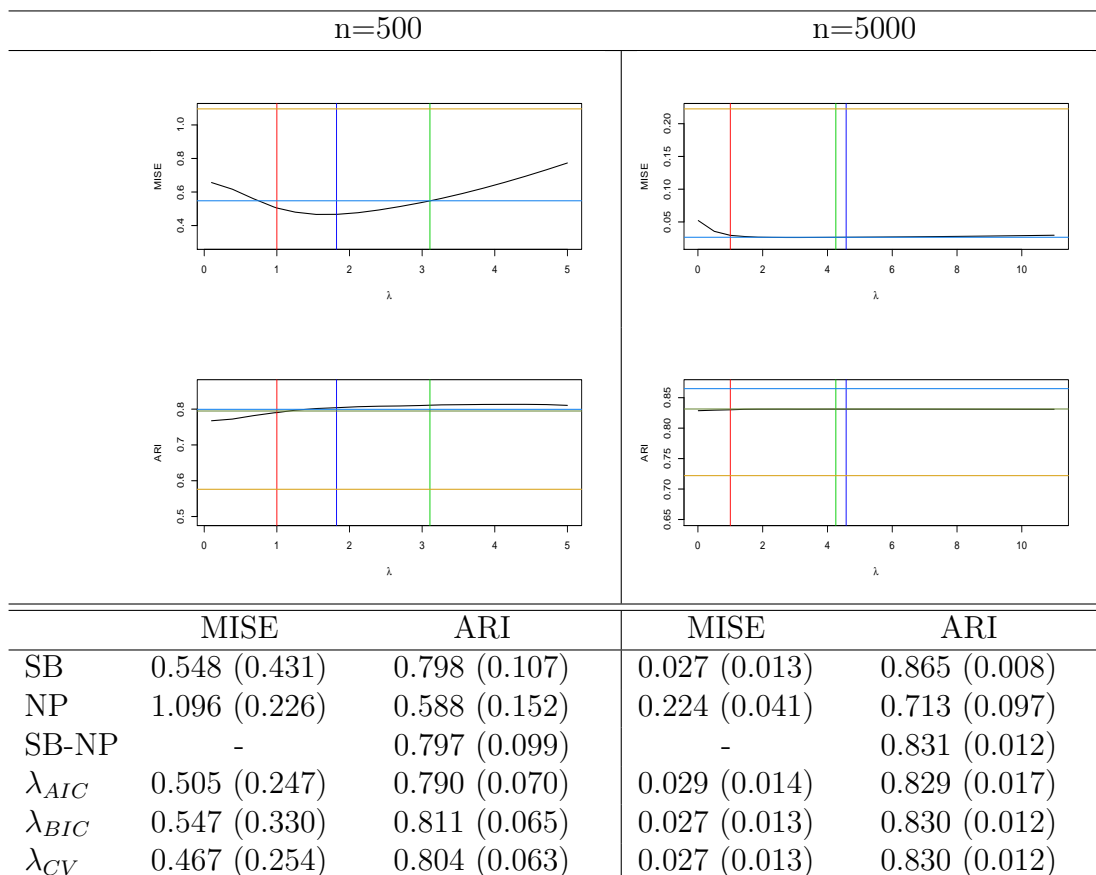 n=500 n=5000
MISE
0.4 0.6 0.8 1.0
0 1 2 3 4 5
λ
MISE
0.05 0.10 0.15 0.20
0 2 4 6 8 10
λ
ARI
0.5 0.6 0.7 0.8
0 1 2 3 4 5
λ
ARI
0.65 0.70 0.75 0.80 0.85
0 2 4 6 8 10
λ
MISE ARI MISE ARI
SB 0.548 (0.431) 0.798 (0.107) 0.027 (0.013) 0.865 (0.008)
NP 1.096 (0.226) 0.588 (0.152) 0.224 (0.041) 0.713 (0.097)
SB-NP - 0.797 (0.099) - 0.831 (0.012)
λAIC 0.505 (0.247) 0.790 (0.070) 0.029 (0.014) 0.829 (0.017)
λBIC 0.547 (0.330) 0.811 (0.065) 0.027 (0.013) 0.830 (0.012)
λCV 0.467 (0.254) 0.804 (0.063) 0.027 (0.013) 0.830 (0.012)